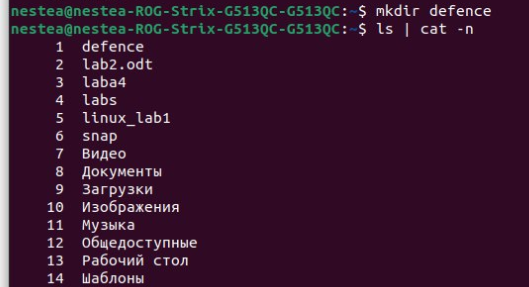 nestea@nestea-ROG-Strix-G513QC-G513QC:~$ mkdir defence
nestea@nestea-ROG-Strix-G513QC-G513QC:~$ ls | cat -n
1 defence
2 lab2.odt
3 laba4
4 labs
5 linux_lab1
6 snap
7 Видео
8 Документы
9 Загрузки
10 Изображения
11 Музыка
12 Общедоступные
13 Рабочий стол
14 Шаблоны